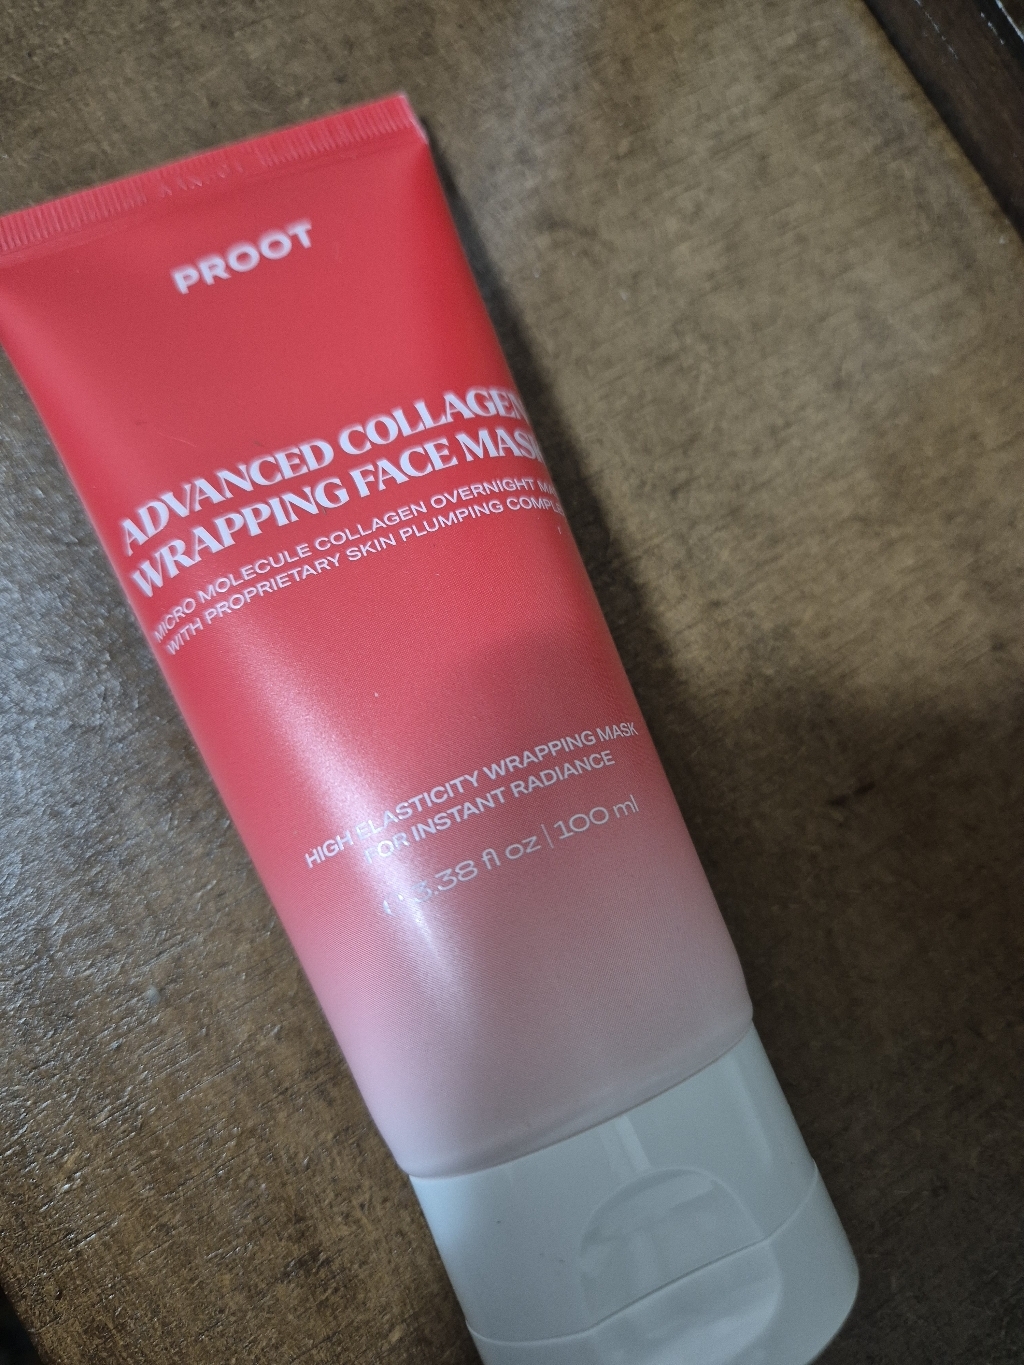 PROOT
ADVANCED COLLAGEN
WRAPPING FACE MASK
MICRO MOLECULE COLLAGEN OVERNIGHT
WITH PROPRIETARY SKIN PLUMPING
HIGH ELASTICITY WRAPPING MASK
FOR INSTANT RADIANCE
3.38 fl oz | 100 ml